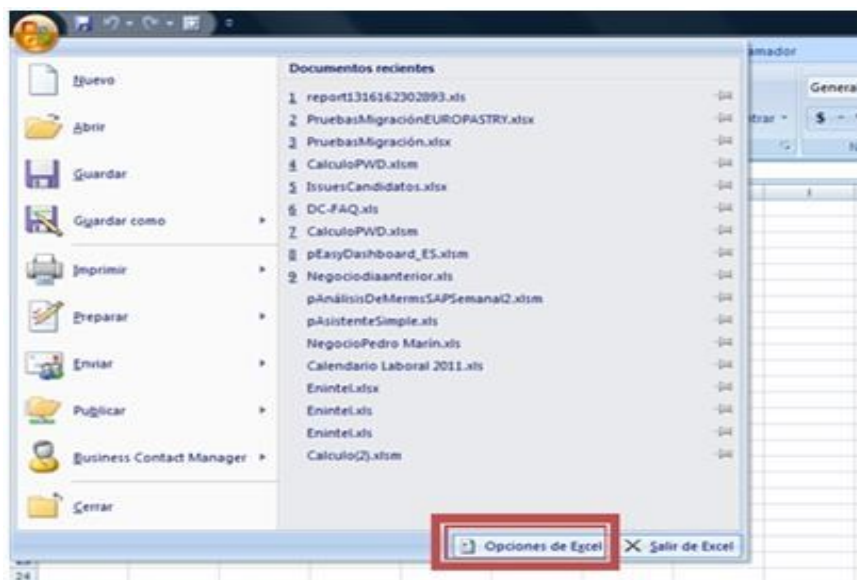 Nuevo
Abrir
Guardar
Guardar como
Imprimir
Preparar
Enviar
Publicar
Business Contact Manager
Cerrar
Documentos recientes
1 report1316162302893.xls
2 PruebasMigraciónEUROPASTRY.xlsx
3 PruebasMigración.xlsx
4 CalculoPWD.xlsm
5 IssuesCandidatos.xlsx
6 DC-FAQ.xls
7 CalculoPWD.xlsm
8 pEasyDashboard_ES.xlsm
9 Negociodiaanterior.xls
pAnálisisDeMermsSAPSemanal2.xlsm
pAsistenteSimple.xls
NegocioPedro Marín.xls
Calendario Laboral 2011.xls
Enintel.xlsx
Enintel.xls
Enintel.xls
Calculo(2).xlsm
Opciones de Excel
Salir de Excel
amador
General
trar
$
I
24